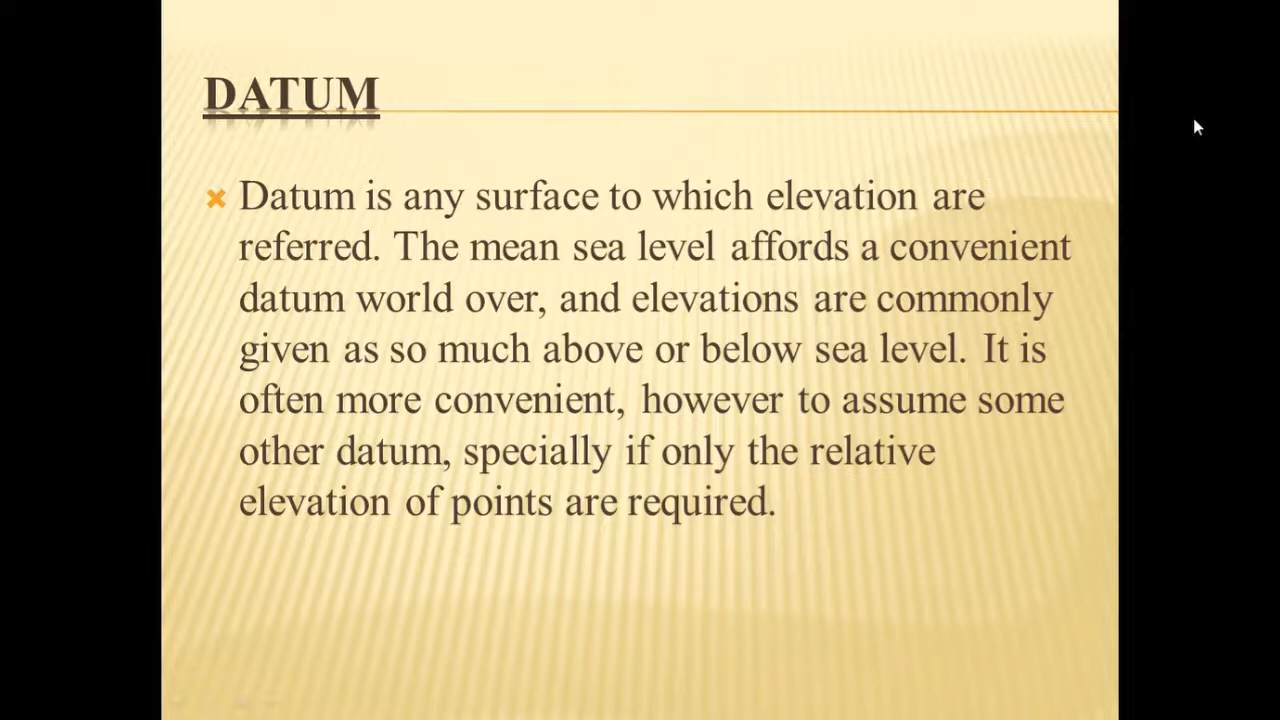 DATUM
Datum is any surface to which elevation are
referred. The mean sea level affords a convenient
datum world over, and elevations are commonly
given as so much above or below sea level. It is
often more convenient, however to assume some
other datum, specially if only the relative
elevation of points are required.